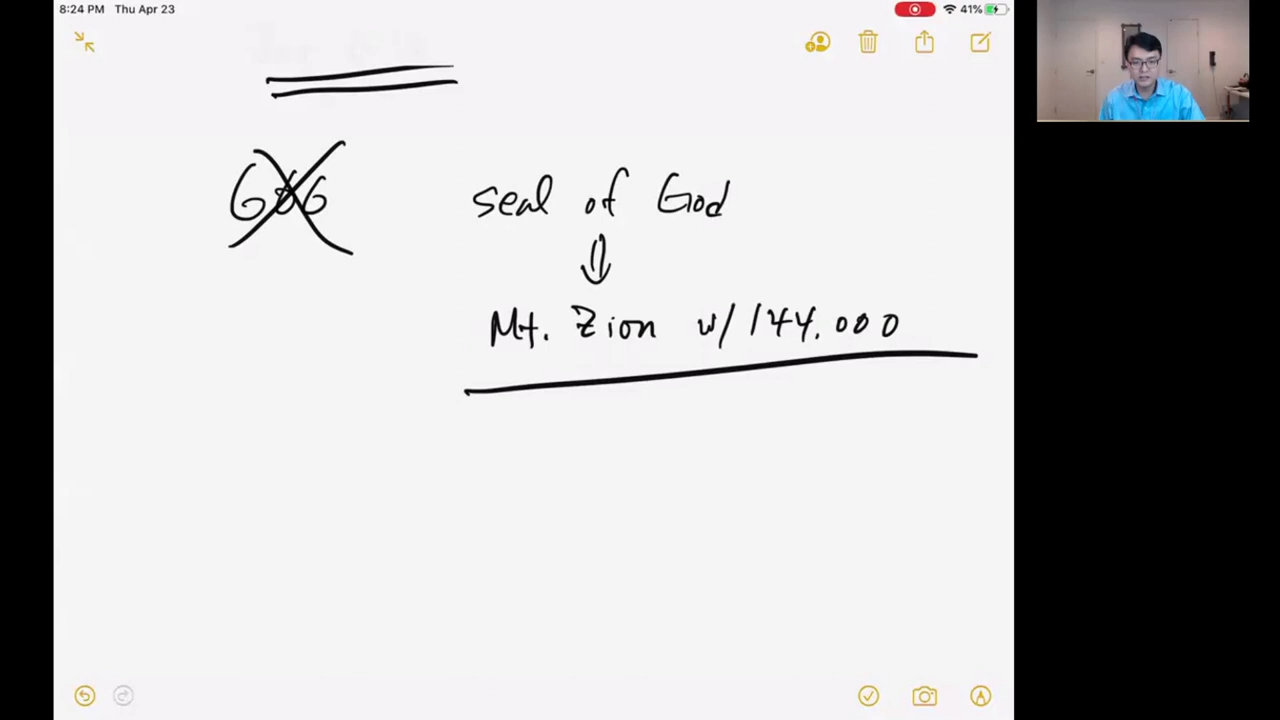 8:24 PM Thu Apr 23
41%
666 seal of God
Mt. Zion w/ 144,000